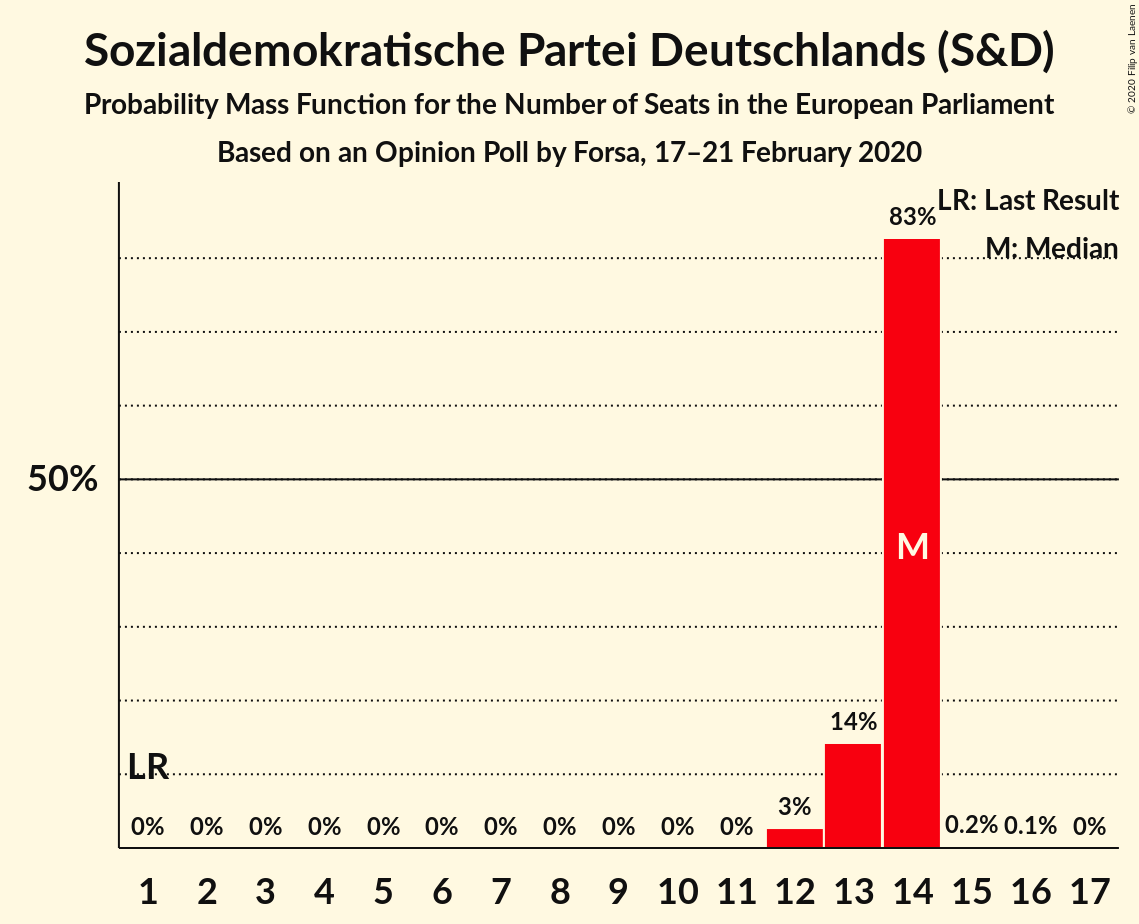 Sozialdemokratische Partei Deutschlands (S&D)
Probability Mass Function for the Number of Seats in the European Parliament
Based on an Opinion Poll by Forsa, 17–21 February 2020
© 2020 Filip van Laenen
LR: Last Result
M: Median
83%
50%
M
14%
LR
3%
0% 0% 0% 0% 0% 0% 0% 0% 0% 0% 0% 0.2% 0.1% 0%
1 2 3 4 5 6 7 8 9 10 11 12 13 14 15 16 17